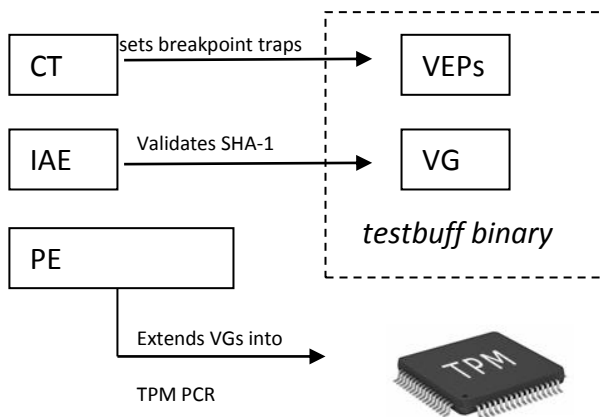 CT
sets breakpoint traps
VEPs
IAE
Validates SHA-1
VG
testbuff binary
PE
Extends VGs into
TPM PCR
TPM